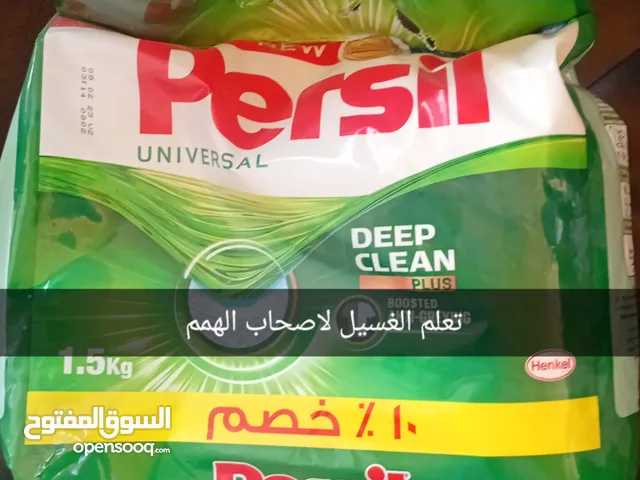 NEW
Persil
UNIVERSAL
DEEP
CLEAN
PLUS
BOOSTED
تعلم الغسيل لاصحاب الهمم
1.5Kg
Henkel
١٠ ٪ خصم
السوق المفتوح
opensooq.com
Persil